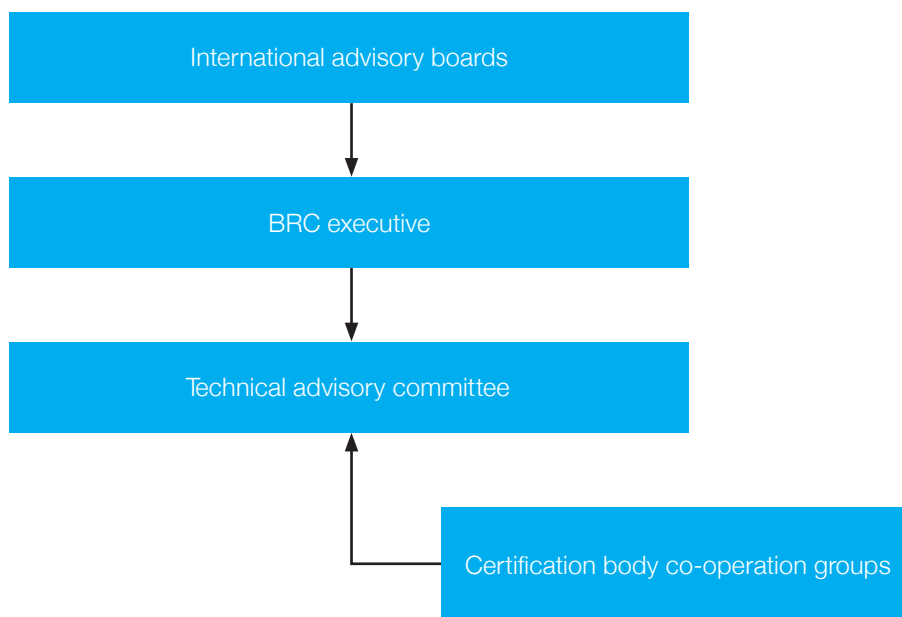 International advisory boards
BRC executive
Technical advisory committee
Certification body co-operation groups